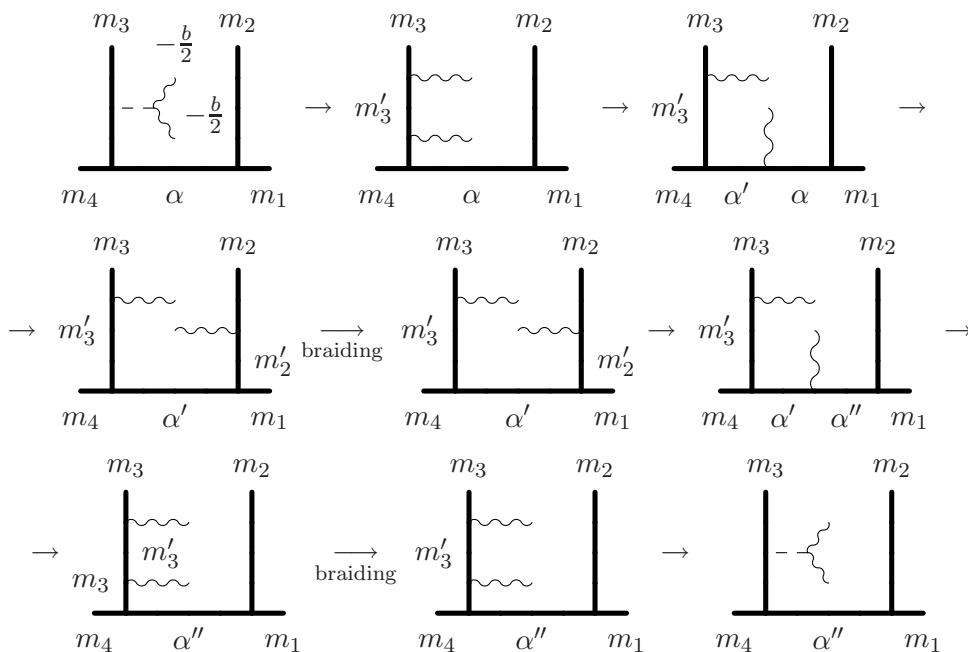 m₃ m₂ m₃ m₂ m₃ m₂
−b/2
−b/2 → m′₃ → m′₃ →
m₄ α m₁ m₄ α m₁ m₄ α′ α m₁
m₃ m₂ m₃ m₂ m₃ m₂
→ m′₃ m′₂ ⟶ braiding m′₃ m′₂ → m′₃ →
m₄ α′ m₁ m₄ α′ m₁ m₄ α′ α″ m₁
m₃ m₂ m₃ m₂ m₃ m₂
→ m₃ m′₃ ⟶ braiding m′₃ →
m₄ α″ m₁ m₄ α″ m₁ m₄ α″ m₁